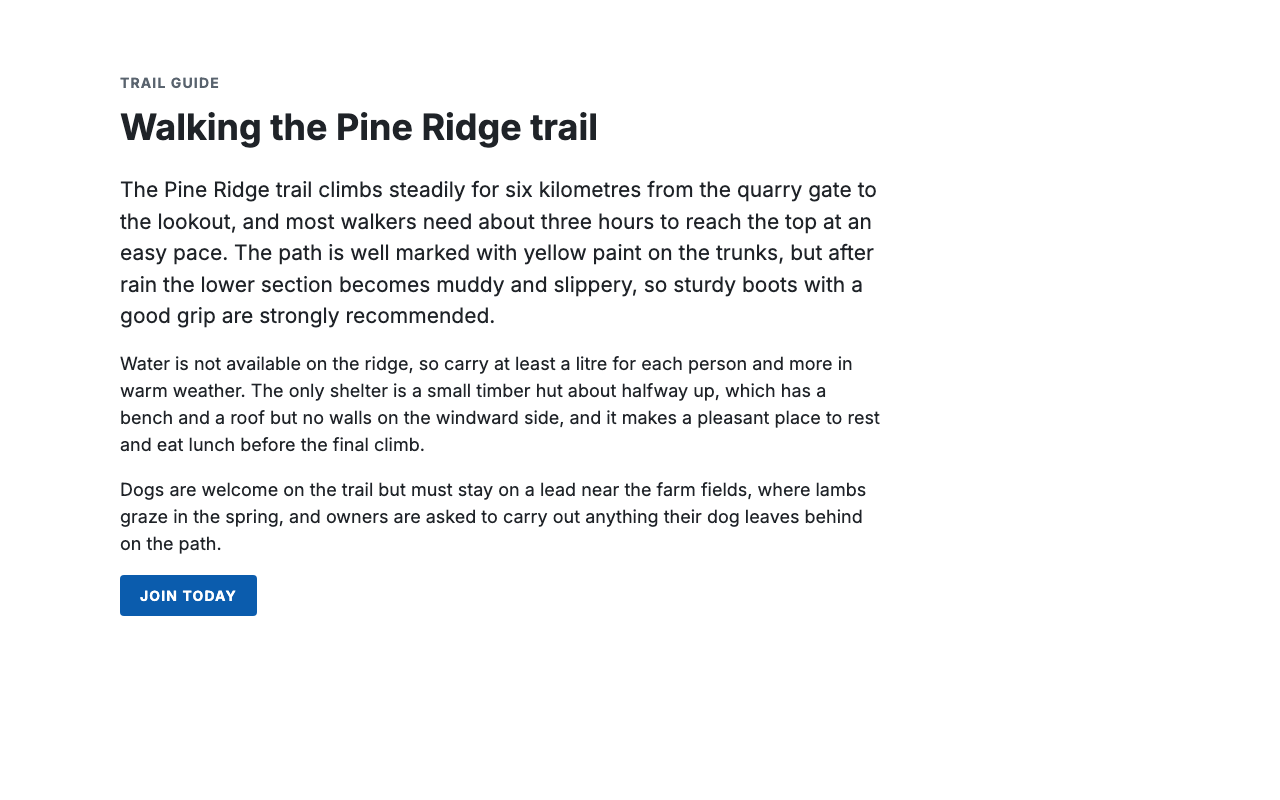 TRAIL GUIDE
Walking the Pine Ridge trail
The Pine Ridge trail climbs steadily for six kilometres from the quarry gate to
the lookout, and most walkers need about three hours to reach the top at an
easy pace. The path is well marked with yellow paint on the trunks, but after
rain the lower section becomes muddy and slippery, so sturdy boots with a
good grip are strongly recommended.
Water is not available on the ridge, so carry at least a litre for each person and more in
warm weather. The only shelter is a small timber hut about halfway up, which has a
bench and a roof but no walls on the windward side, and it makes a pleasant place to rest
and eat lunch before the final climb.
Dogs are welcome on the trail but must stay on a lead near the farm fields, where lambs
graze in the spring, and owners are asked to carry out anything their dog leaves behind
on the path.
JOIN TODAY